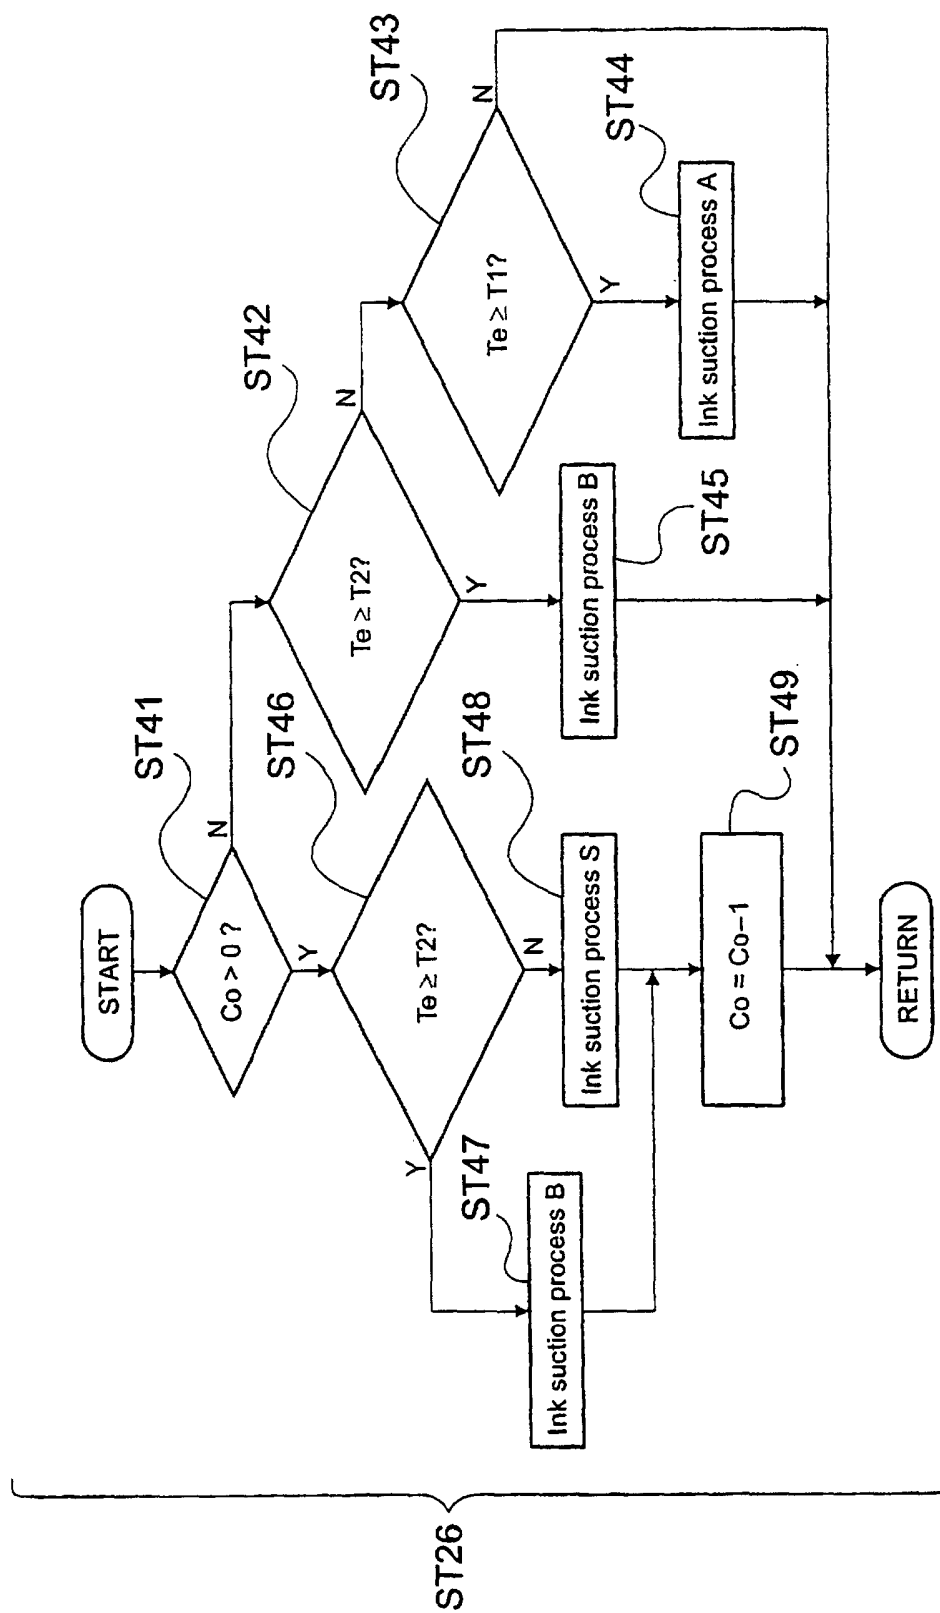 ST26
START
ST41
Co > 0 ?
Y
N
ST42
Te ≥ T2?
N
Y
ST43
Te ≥ T1?
N
Y
ST44
Ink suction process A
ST45
Ink suction process B
ST46
Te ≥ T2?
Y
N
ST47
Ink suction process B
ST48
Ink suction process S
ST49
Co = Co−1
RETURN